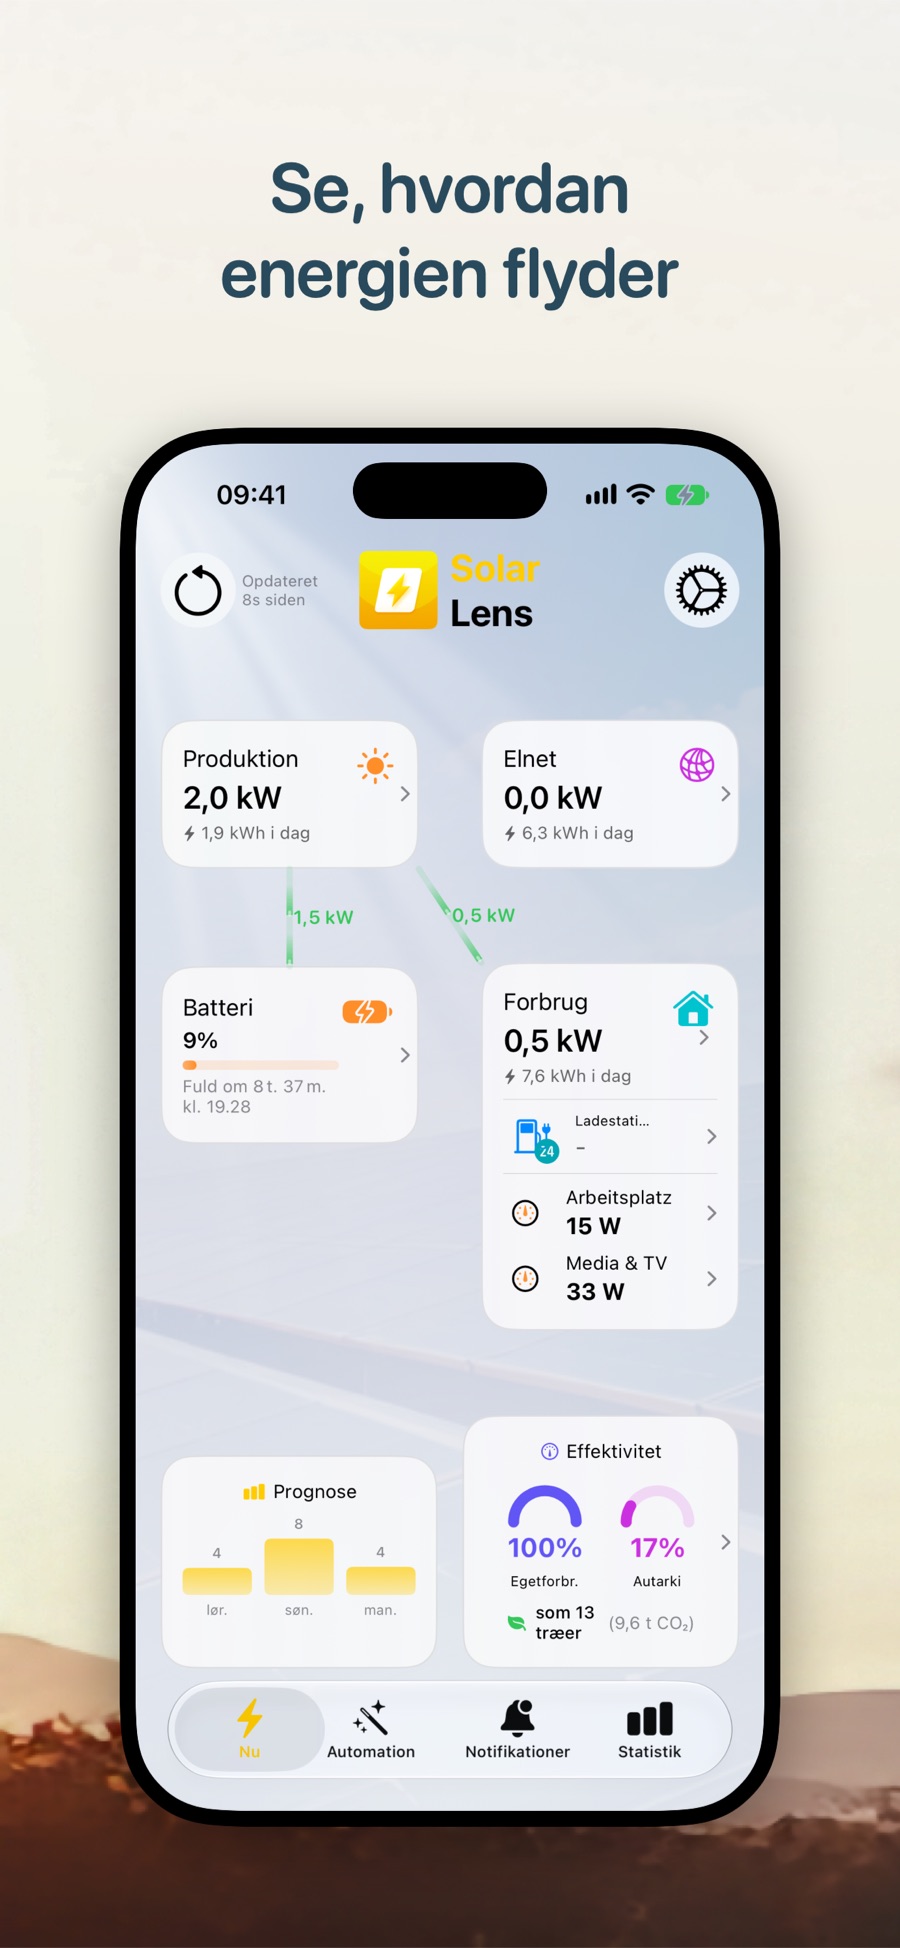 Se, hvordan
energien flyder
09:41
Opdateret
8s siden
Solar
Lens
Produktion
2,0 kW
1,9 kWh i dag
Elnet
0,0 kW
6,3 kWh i dag
1,5 kW
0,5 kW
Batteri
9%
Fuld om 8 t. 37 m.
kl. 19.28
Forbrug
0,5 kW
7,6 kWh i dag
Ladestati...
24
-
Arbeitsplatz
15 W
Media & TV
33 W
Prognose
4
8
4
lør.
søn.
man.
Effektivitet
100%
17%
Egetforbr.
Autarki
som 13
træer
(9,6 t CO₂)
Nu
Automation
Notifikationer
Statistik